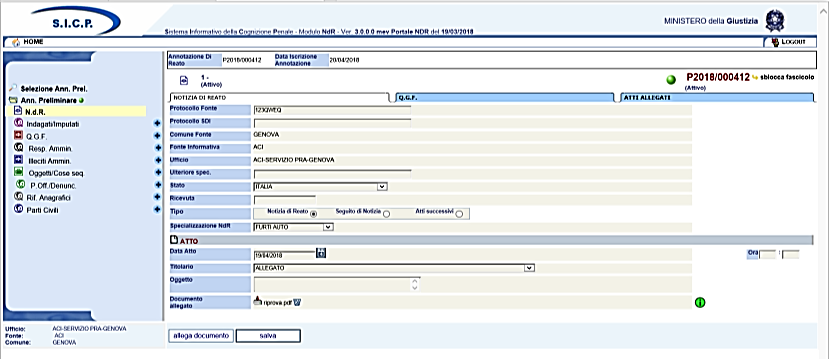 S.I.C.P.
MINISTERO della Giustizia
Sistema Informativo della Cognizione Penale - Modulo NdR - Ver. 3.0.0.0 mev Portale NDR del 19/03/2018
HOME
LOGOUT
Annotazione Di Reato P2018/000412 Data Iscrizione Annotazione 20/04/2018
1 - (Attivo)
P2018/000412 sblocca fascicolo
(Attivo)
Selezione Ann. Prel.
Ann. Preliminare
N.d.R.
Indagati/Imputati
Q.G.F.
Resp. Ammin.
Illeciti Ammin.
Oggetti/Cose seq
P.Off./Denunc.
Rif. Anagrafici
Parti Civili
NOTIZIA DI REATO Q.G.F. ATTI ALLEGATI
Protocollo Fonte 123QWEQ
Protocollo SDI
Comune Fonte GENOVA
Fonte Informativa ACI
Ufficio ACI-SERVIZIO PRA-GENOVA
Ulteriore spec.
Stato ITALIA
Ricevuta
Tipo Notizia di Reato Seguito di Notizia Atti successivi
Specializzazione NdR FURTI AUTO
ATTO
Data Atto 19/04/2018 Ora :
Titolario ALLEGATO
Oggetto
Documento allegato riprova.pdf
allega documento salva
Ufficio: ACI-SERVIZIO PRA-GENOVA
Fonte: ACI
Comune: GENOVA